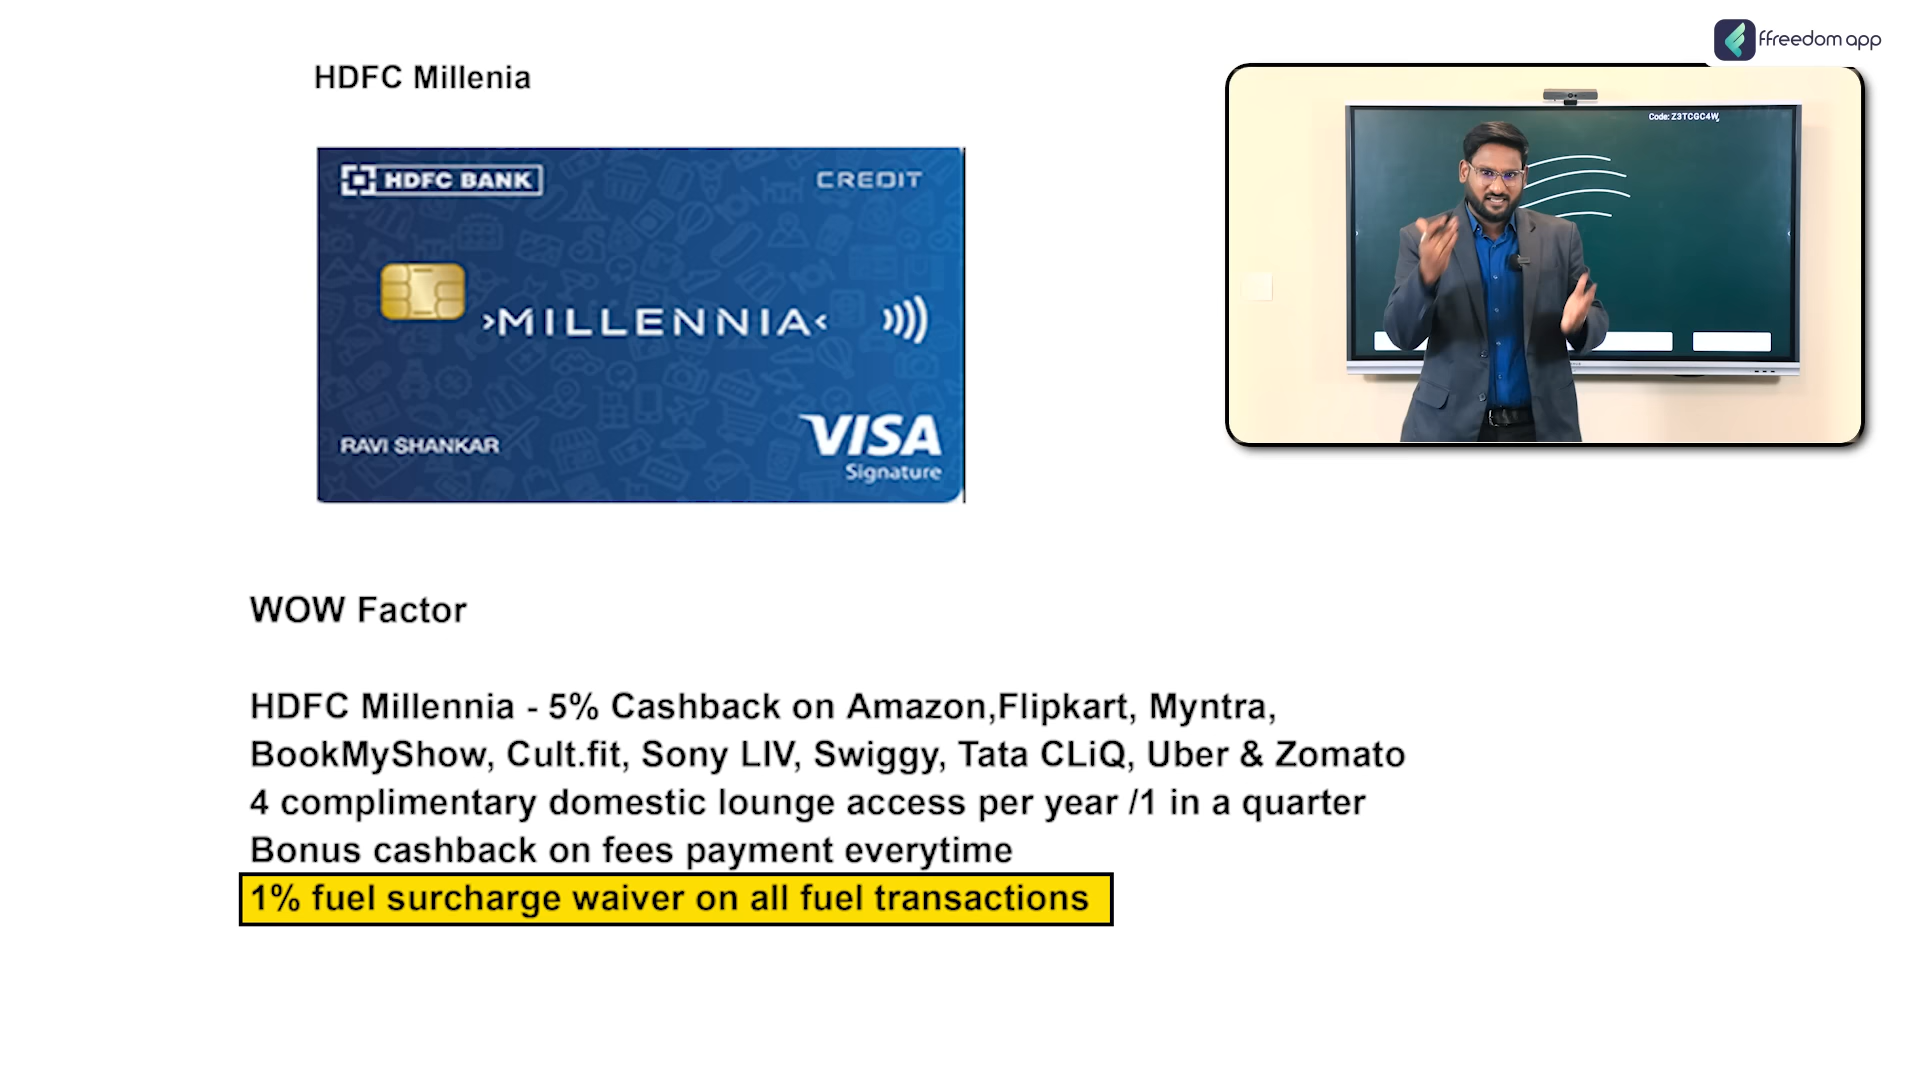 ffreedom app
HDFC Millenia
Code: Z3TCGC4W
HDFC BANK
CREDIT
MILLENNIA
VISA
Signature
RAVI SHANKAR
WOW Factor
HDFC Millennia - 5% Cashback on Amazon,Flipkart, Myntra,
BookMyShow, Cult.fit, Sony LIV, Swiggy, Tata CLiQ, Uber & Zomato
4 complimentary domestic lounge access per year /1 in a quarter
Bonus cashback on fees payment everytime
1% fuel surcharge waiver on all fuel transactions